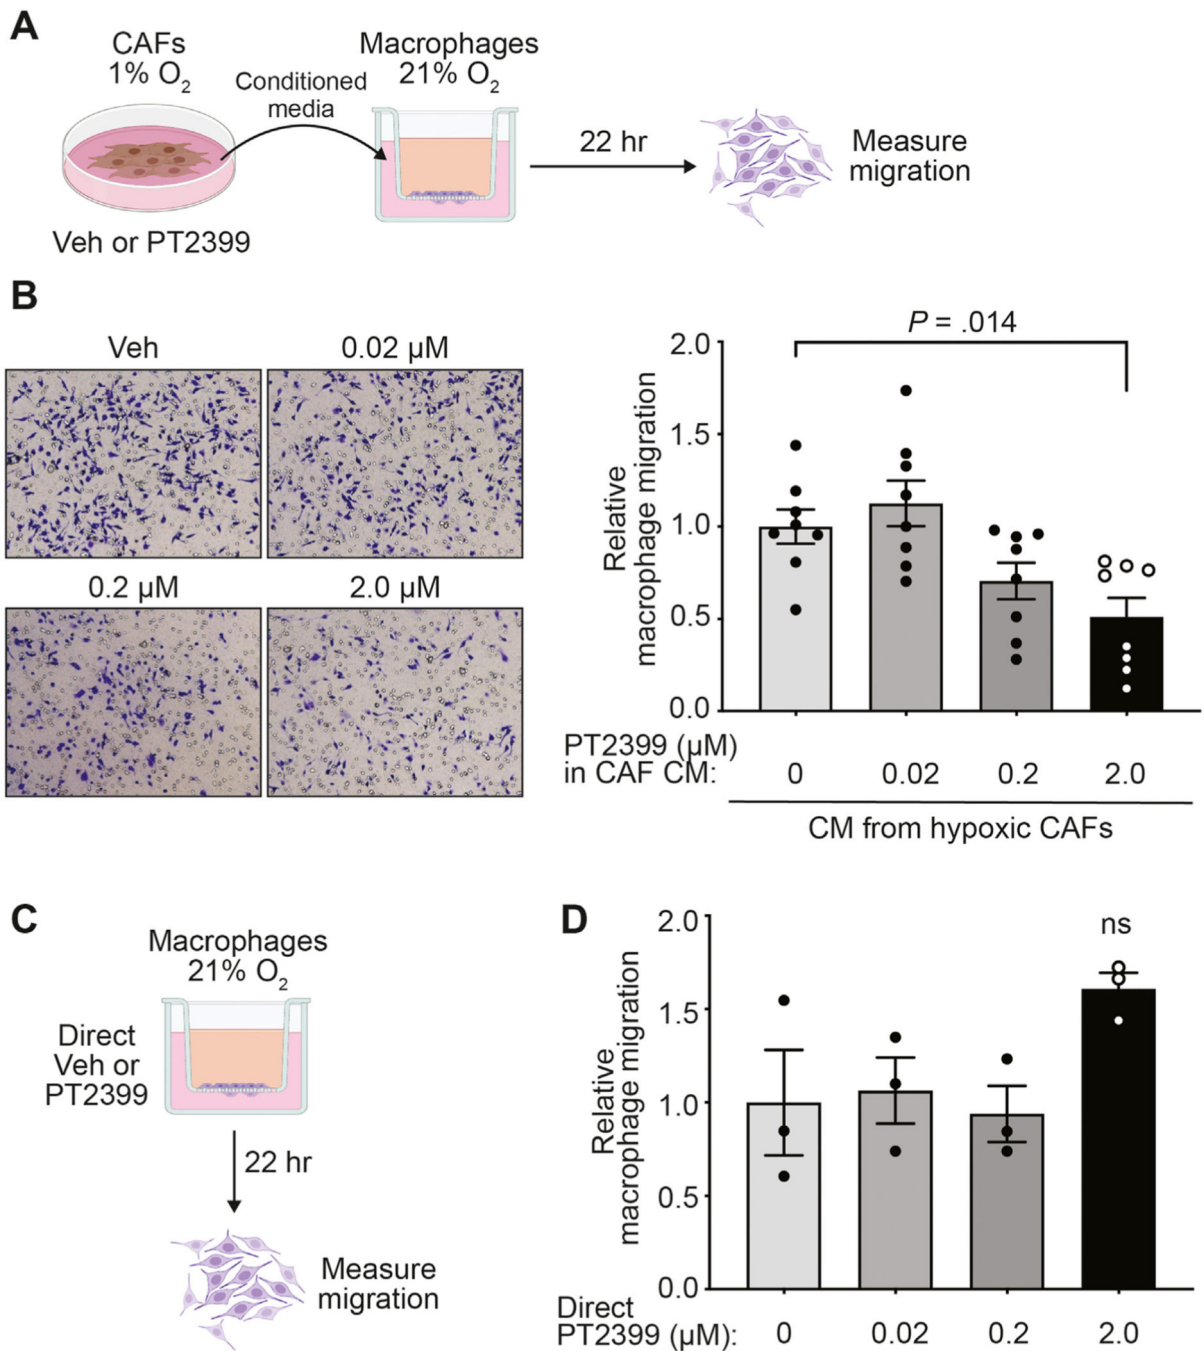 A
CAFs
1% O2
Conditioned
media
Macrophages
21% O2
22 hr
Measure
migration
Veh or PT2399
B
Veh
0.02 µM
0.2 µM
2.0 µM
P = .014
Relative
macrophage migration
2.0
1.5
1.0
0.5
0.0
PT2399 (µM)
in CAF CM:
0
0.02
0.2
2.0
CM from hypoxic CAFs
C
Macrophages
21% O2
Direct
Veh or
PT2399
22 hr
Measure
migration
D
ns
Relative
macrophage migration
2.0
1.5
1.0
0.5
0.0
Direct
PT2399 (µM):
0
0.02
0.2
2.0